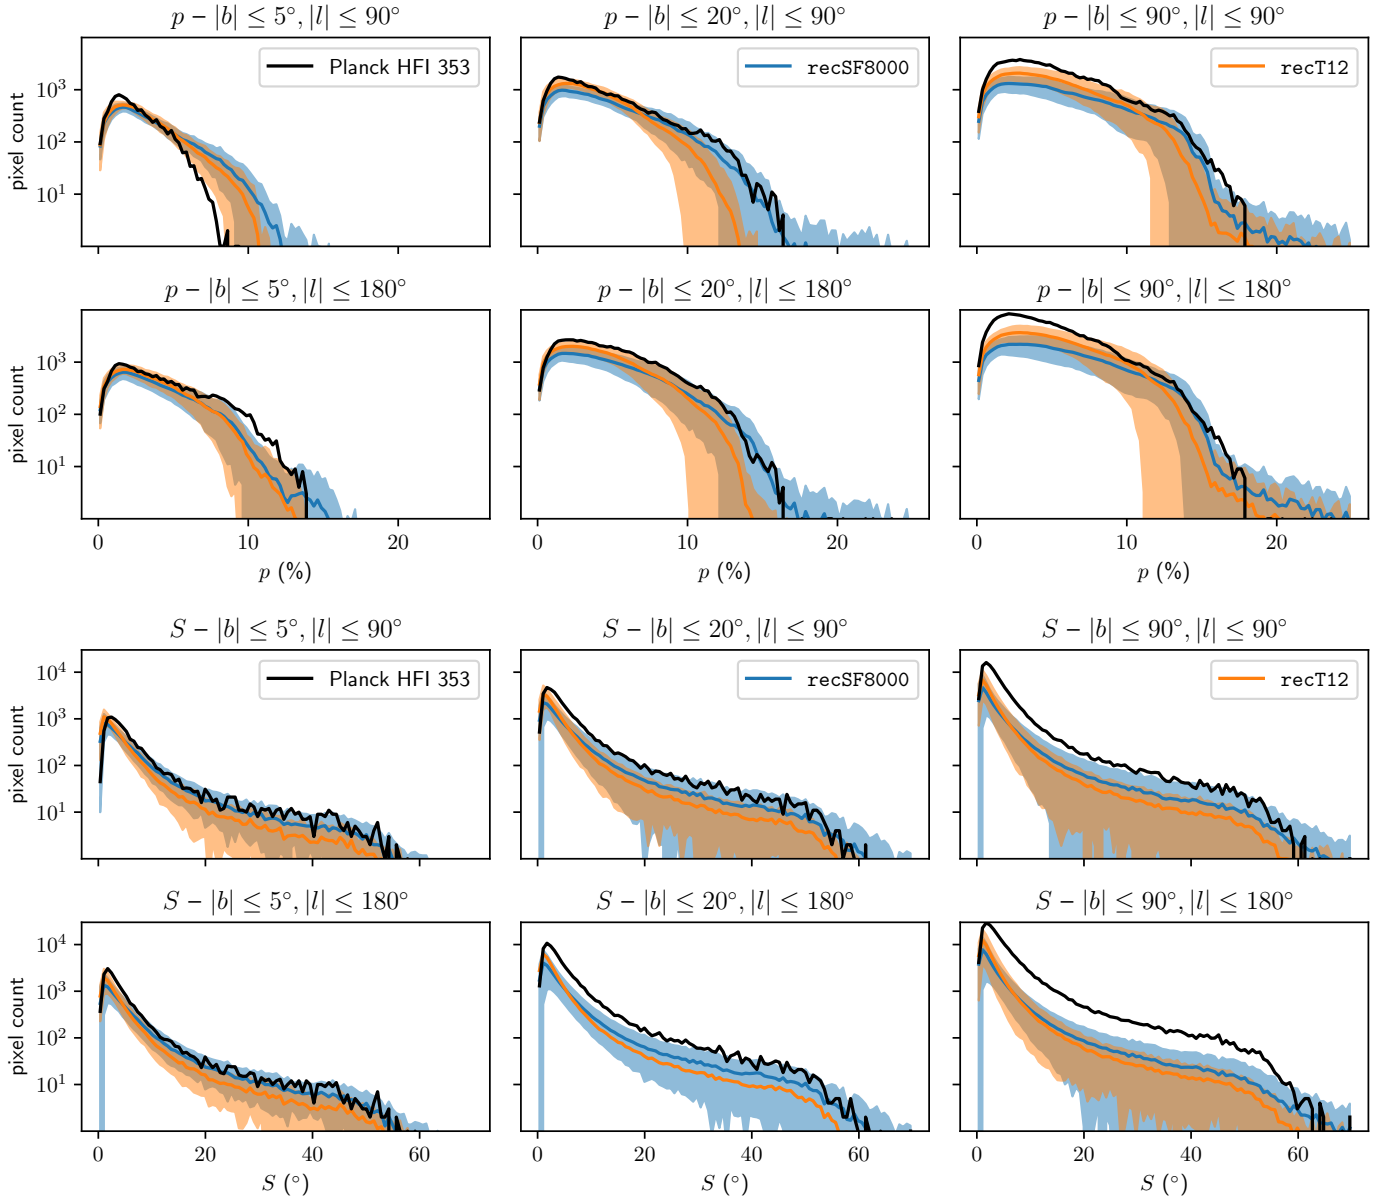 p − |b| ≤ 5°, |l| ≤ 90°
p − |b| ≤ 20°, |l| ≤ 90°
p − |b| ≤ 90°, |l| ≤ 90°
Planck HFI 353
recSF8000
recT12
pixel count
10³
10²
10¹
p − |b| ≤ 5°, |l| ≤ 180°
p − |b| ≤ 20°, |l| ≤ 180°
p − |b| ≤ 90°, |l| ≤ 180°
pixel count
10³
10²
10¹
0 10 20
0 10 20
0 10 20
p (%)
p (%)
p (%)
S − |b| ≤ 5°, |l| ≤ 90°
S − |b| ≤ 20°, |l| ≤ 90°
S − |b| ≤ 90°, |l| ≤ 90°
Planck HFI 353
recSF8000
recT12
pixel count
10⁴
10³
10²
10¹
S − |b| ≤ 5°, |l| ≤ 180°
S − |b| ≤ 20°, |l| ≤ 180°
S − |b| ≤ 90°, |l| ≤ 180°
pixel count
10⁴
10³
10²
10¹
0 20 40 60
0 20 40 60
0 20 40 60
S (°)
S (°)
S (°)